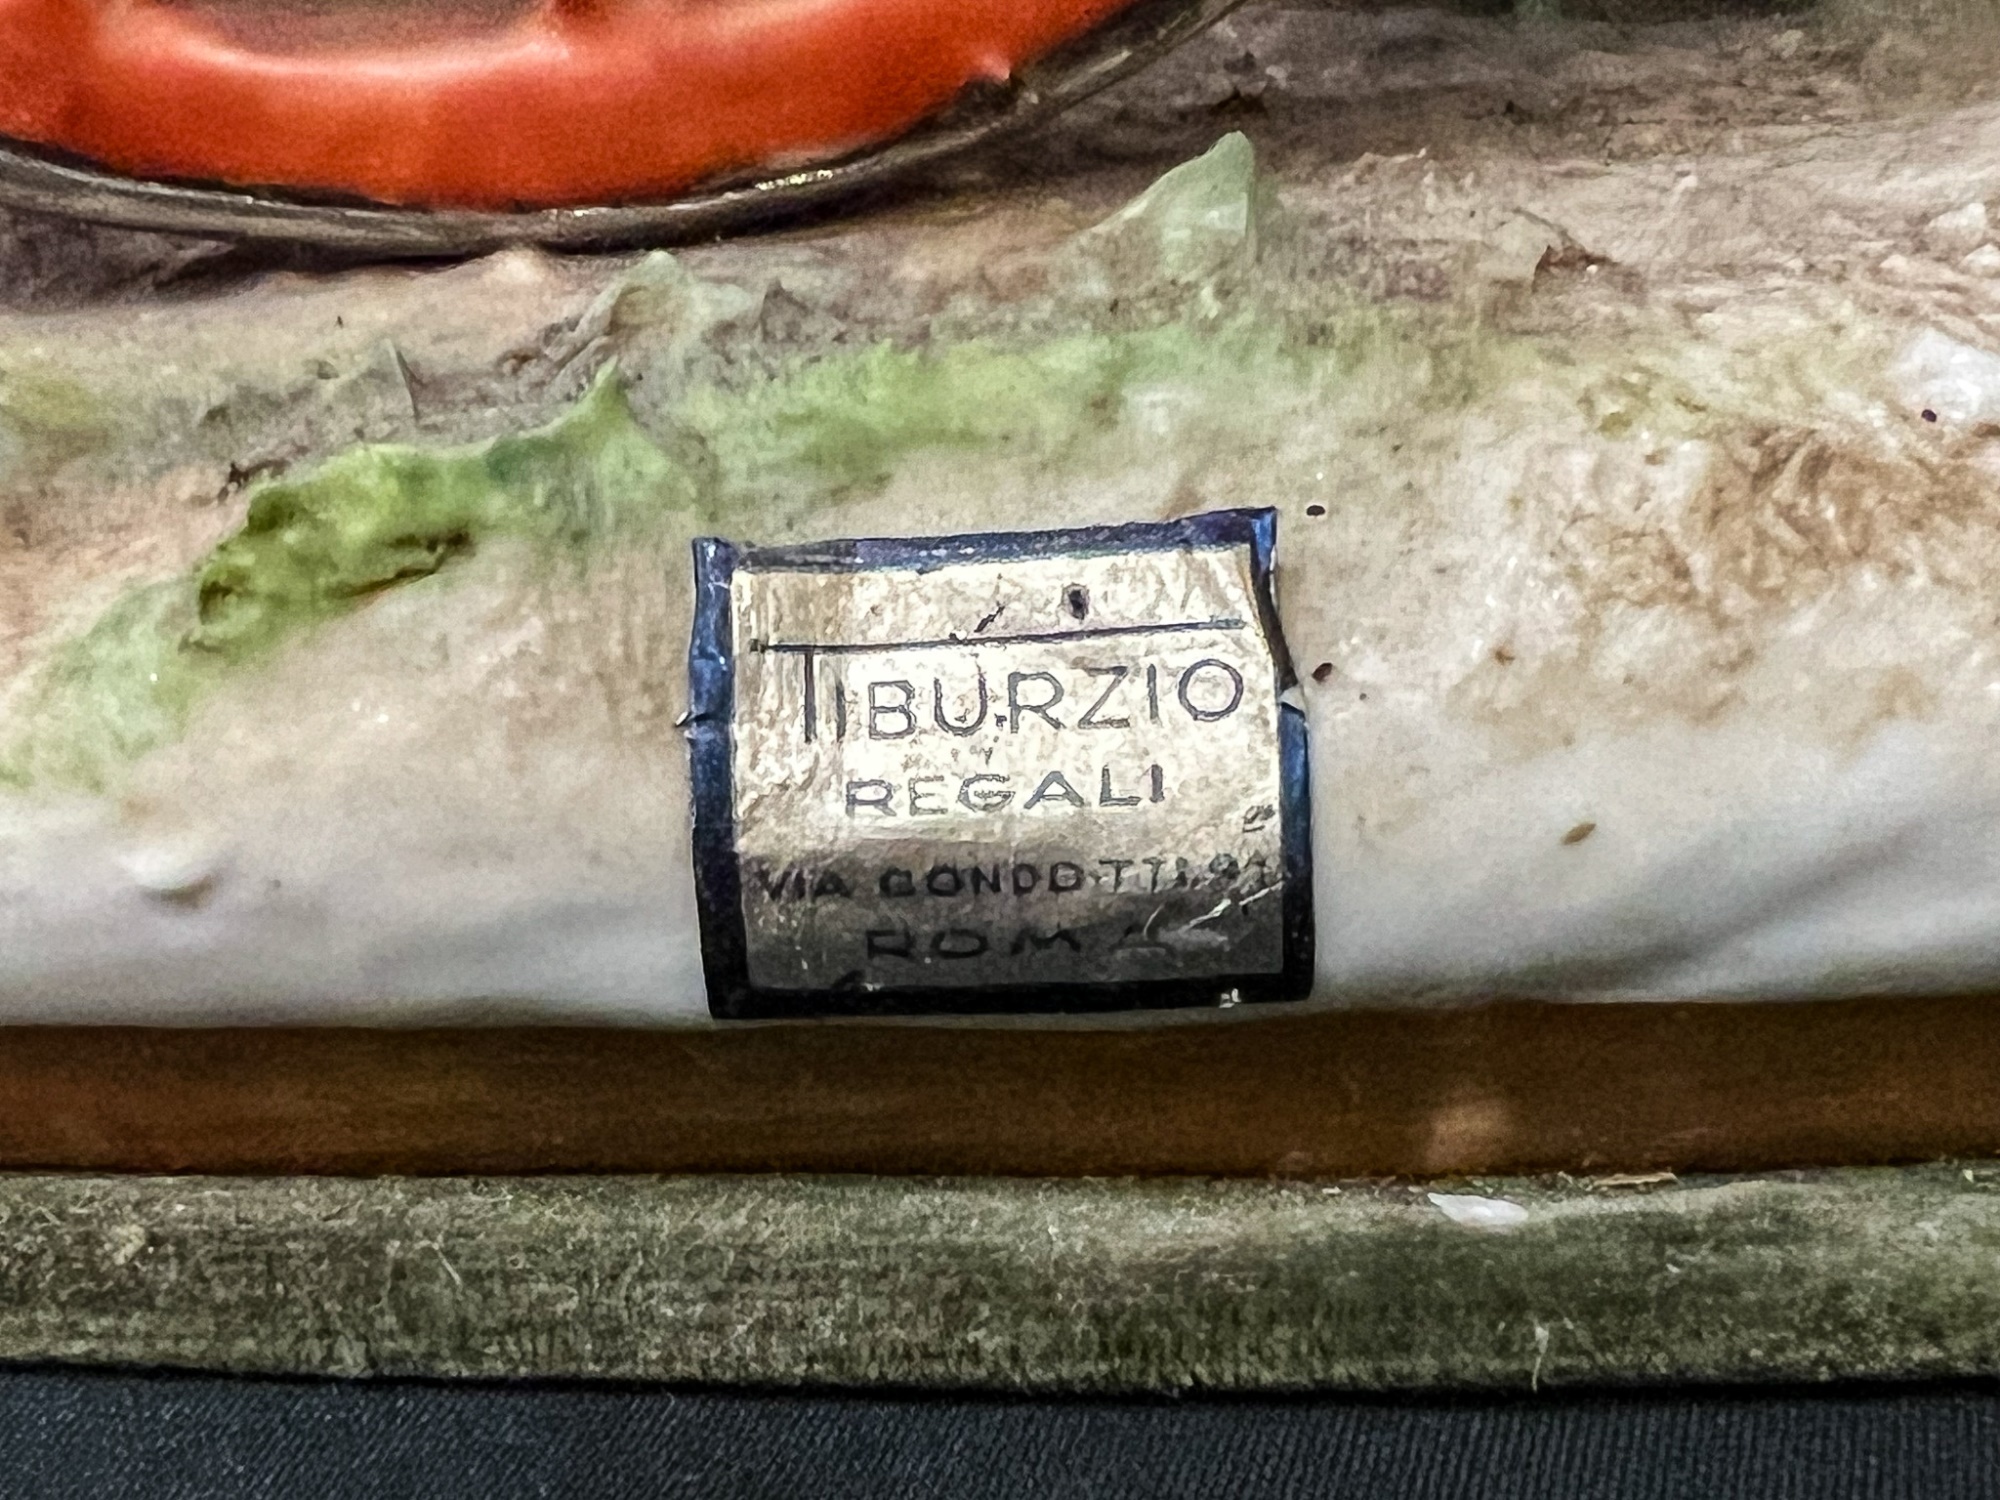 TIBURZIO
REGALI
VIA CONDOTTI
ROMA